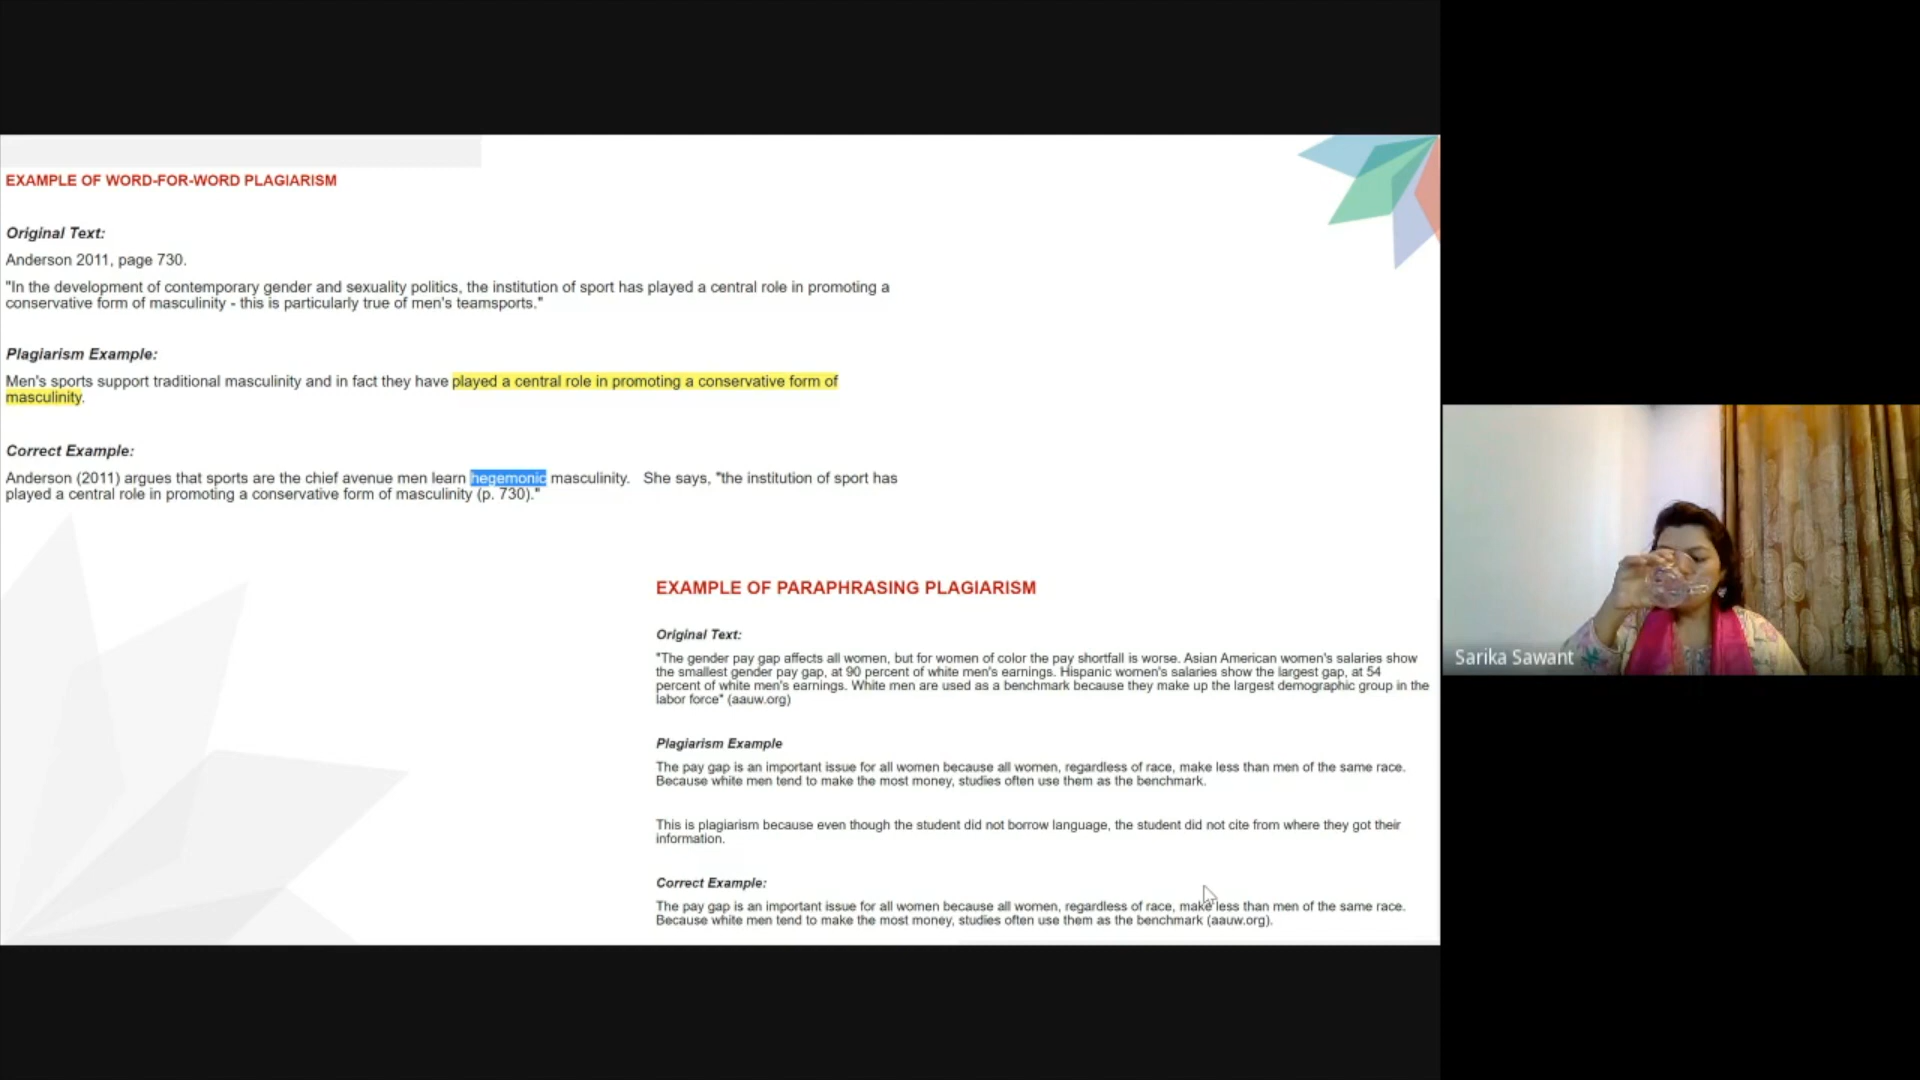 EXAMPLE OF WORD-FOR-WORD PLAGIARISM
Original Text:
Anderson 2011, page 730.
"In the development of contemporary gender and sexuality politics, the institution of sport has played a central role in promoting a
conservative form of masculinity - this is particularly true of men's teamsports."
Plagiarism Example:
Men's sports support traditional masculinity and in fact they have played a central role in promoting a conservative form of
masculinity.
Correct Example:
Anderson (2011) argues that sports are the chief avenue men learn hegemonic masculinity. She says, "the institution of sport has
played a central role in promoting a conservative form of masculinity (p. 730)."
EXAMPLE OF PARAPHRASING PLAGIARISM
Original Text:
"The gender pay gap affects all women, but for women of color the pay shortfall is worse. Asian American women's salaries show
the smallest gender pay gap, at 90 percent of white men's earnings. Hispanic women's salaries show the largest gap, at 54
percent of white men's earnings. White men are used as a benchmark because they make up the largest demographic group in the
labor force" (aauw.org)
Plagiarism Example
The pay gap is an important issue for all women because all women, regardless of race, make less than men of the same race.
Because white men tend to make the most money, studies often use them as the benchmark.
This is plagiarism because even though the student did not borrow language, the student did not cite from where they got their
information.
Correct Example:
The pay gap is an important issue for all women because all women, regardless of race, make less than men of the same race.
Because white men tend to make the most money, studies often use them as the benchmark (aauw.org).
Sarika Sawant